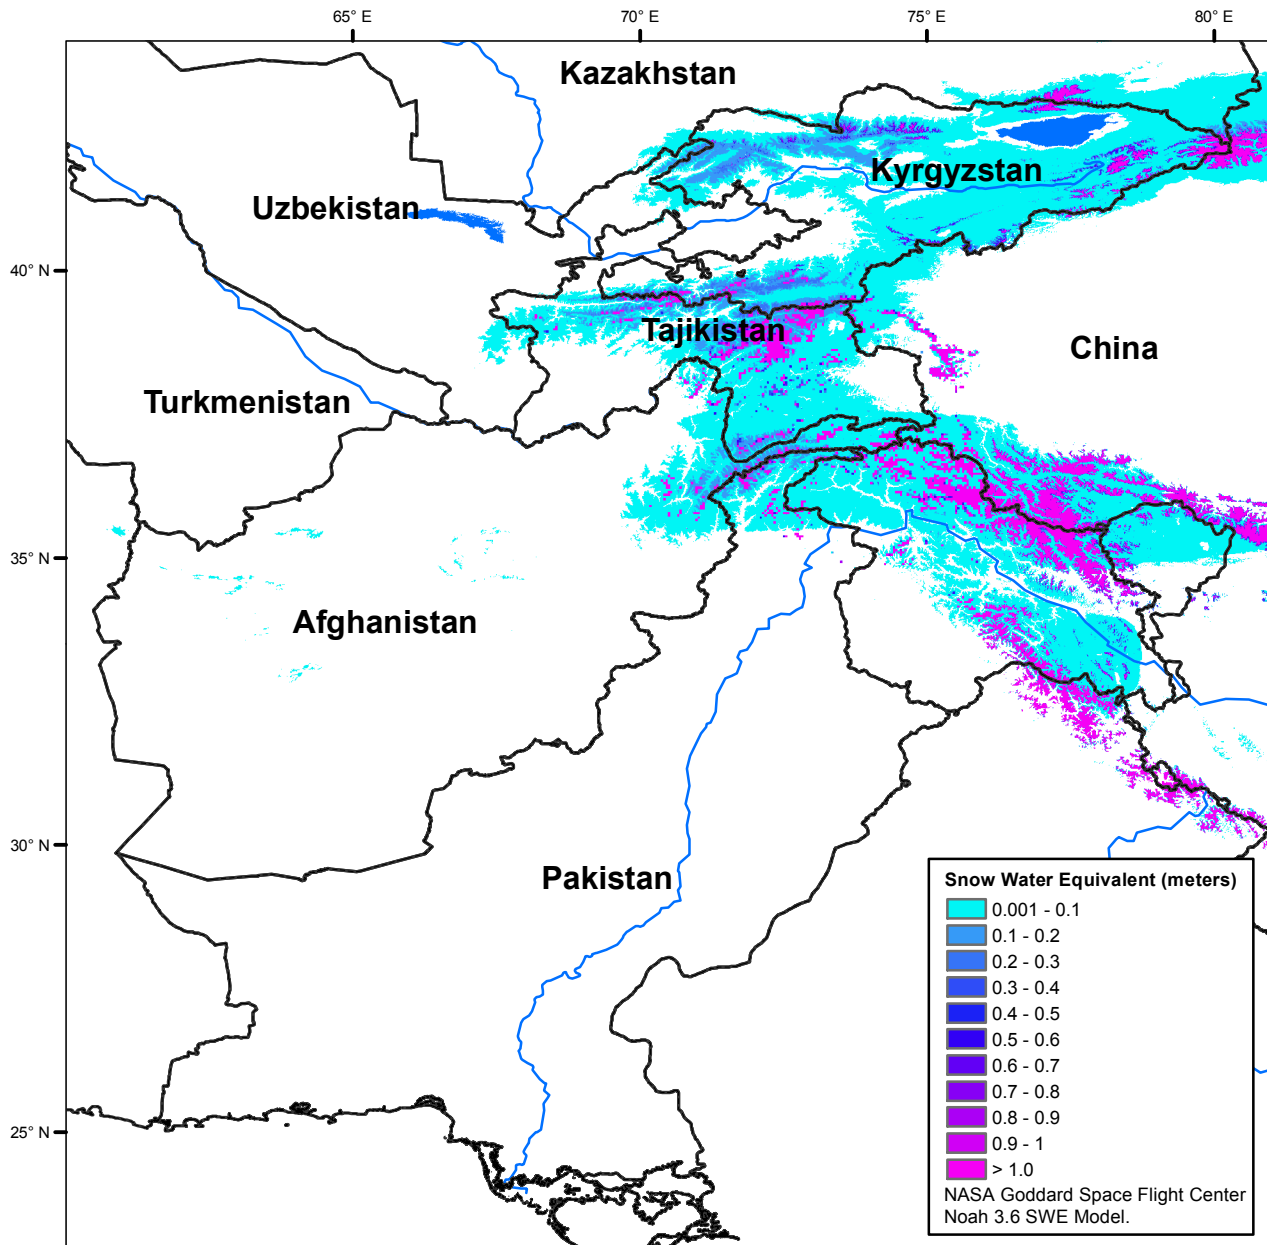 65° E
70° E
75° E
80° E
Kazakhstan
Kyrgyzstan
Uzbekistan
40° N
Tajikistan
China
Turkmenistan
35° N
Afghanistan
30° N
Pakistan
Snow Water Equivalent (meters)
0.001 - 0.1
0.1 - 0.2
0.2 - 0.3
0.3 - 0.4
0.4 - 0.5
0.5 - 0.6
0.6 - 0.7
0.7 - 0.8
0.8 - 0.9
0.9 - 1
> 1.0
NASA Goddard Space Flight Center
Noah 3.6 SWE Model.
25° N